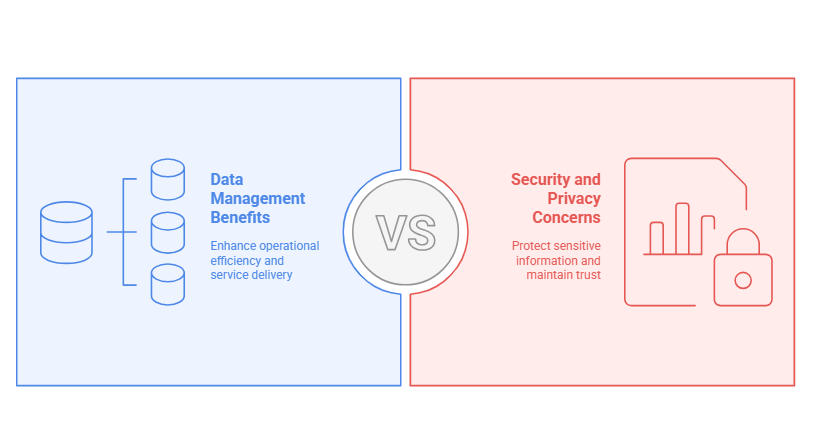 Data
Management
Benefits
Enhance operational
efficiency and
service delivery
VS
Security and
Privacy
Concerns
Protect sensitive
information and
maintain trust